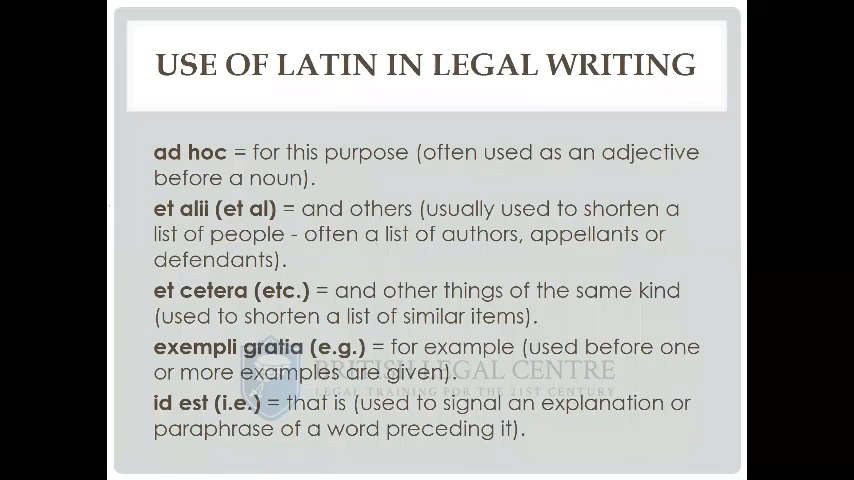 USE OF LATIN IN LEGAL WRITING
ad hoc = for this purpose (often used as an adjective
before a noun).
et alii (et al) = and others (usually used to shorten a
list of people - often a list of authors, appellants or
defendants).
et cetera (etc.) = and other things of the same kind
(used to shorten a list of similar items).
exempli gratia (e.g.) = for example (used before one
or more examples are given).
BRITISH LEGAL CENTRE
LEGAL TRAINING FOR THE 21ST CENTURY
id est (i.e.) = that is (used to signal an explanation or
paraphrase of a word preceding it).